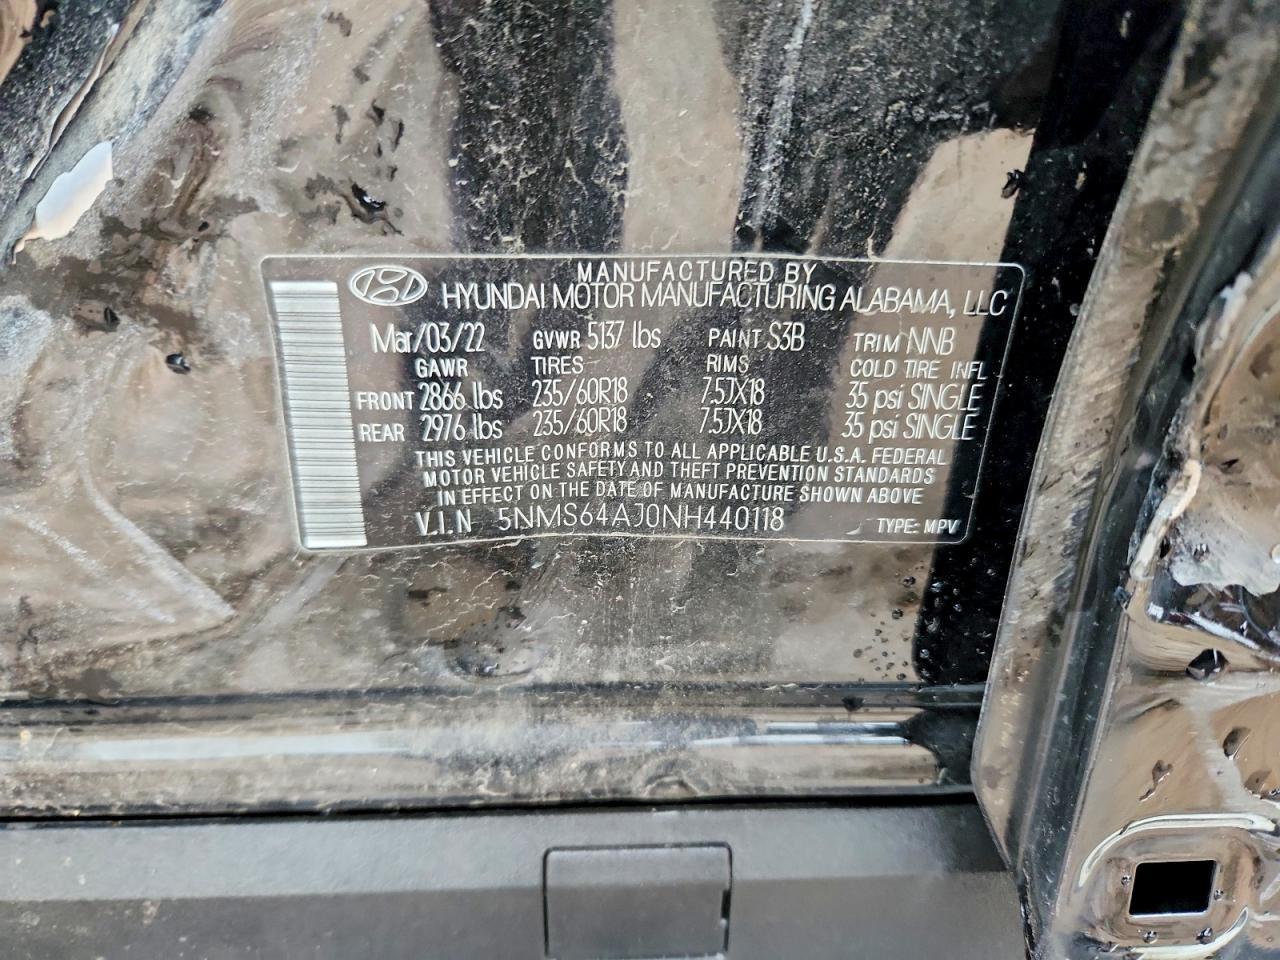 MANUFACTURED BY
HYUNDAI MOTOR MANUFACTURING ALABAMA, LLC
Mar/03/22 GVWR 5137 lbs PAINT S3B TRIM NNB
GAWR TIRES RIMS COLD TIRE INFL
FRONT 2866 lbs 235/60R18 7.5JX18 35 psi SINGLE
REAR 2976 lbs 235/60R18 7.5JX18 35 psi SINGLE
THIS VEHICLE CONFORMS TO ALL APPLICABLE U.S.A. FEDERAL
MOTOR VEHICLE SAFETY AND THEFT PREVENTION STANDARDS
IN EFFECT ON THE DATE OF MANUFACTURE SHOWN ABOVE
V.I.N 5NMS64AJ0NH440118 TYPE: MPV